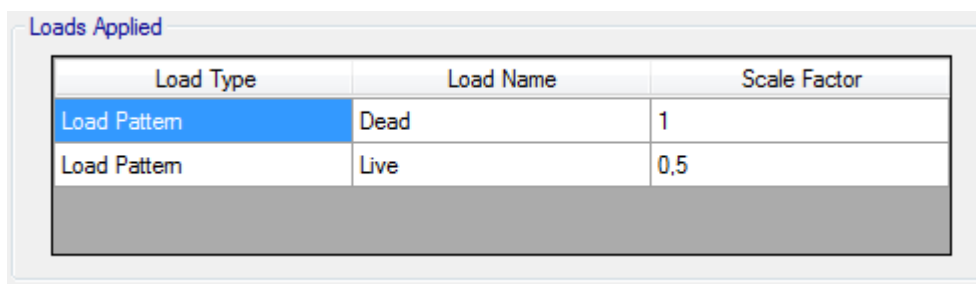 Loads Applied
Load Type Load Name Scale Factor
Load Pattern Dead 1
Load Pattern Live 0,5